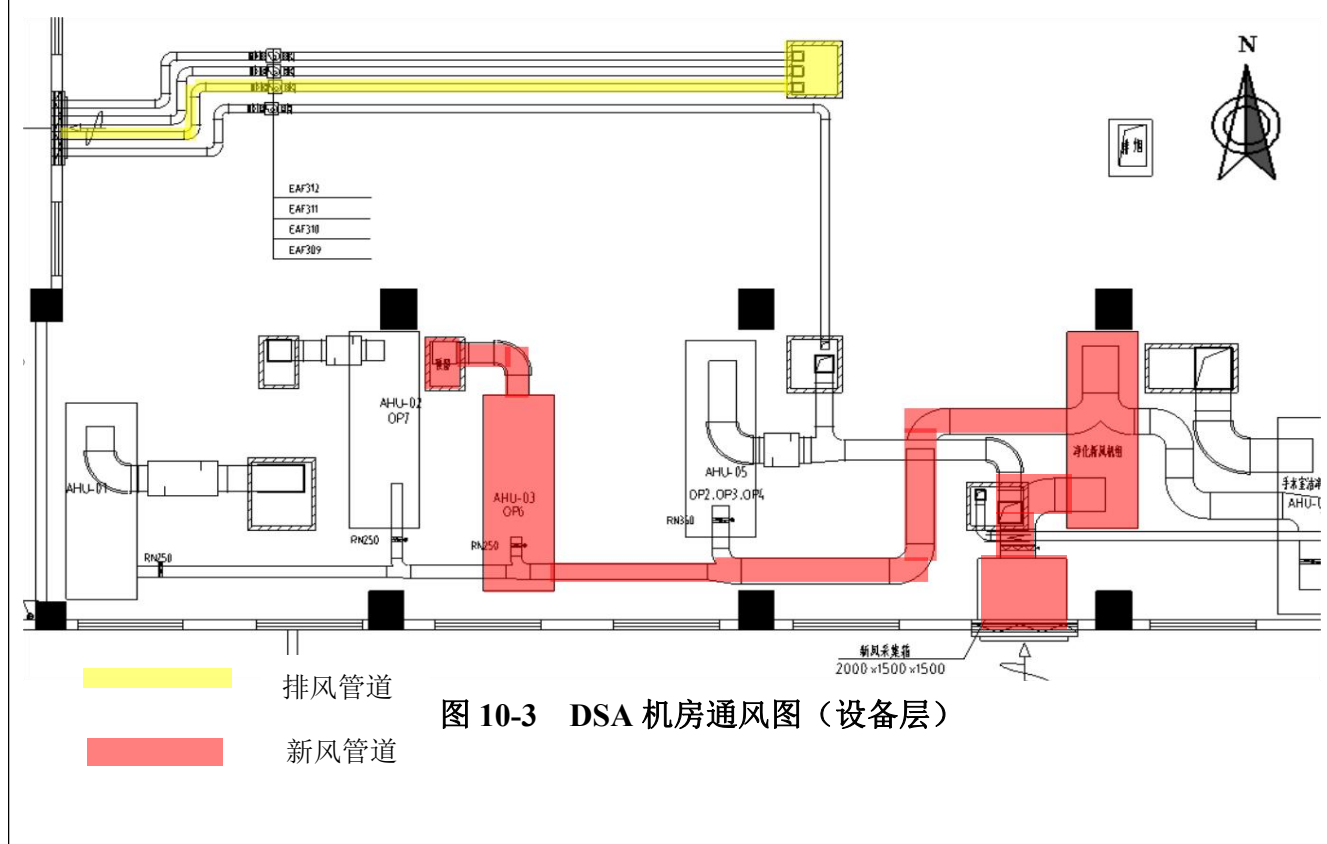 N
排烟
EAF312
EAF311
EAF310
EAF309
AHU-02
OP7
AHU-01
AHU-03
OP6
AHU-05
OP2.OP3.OP4
净化新风机组
手术室洁净
RN250
RN250
RN250
RN350
新风采集箱
2000×1500×1500
排风管道
图 10-3 DSA 机房通风图（设备层）
新风管道